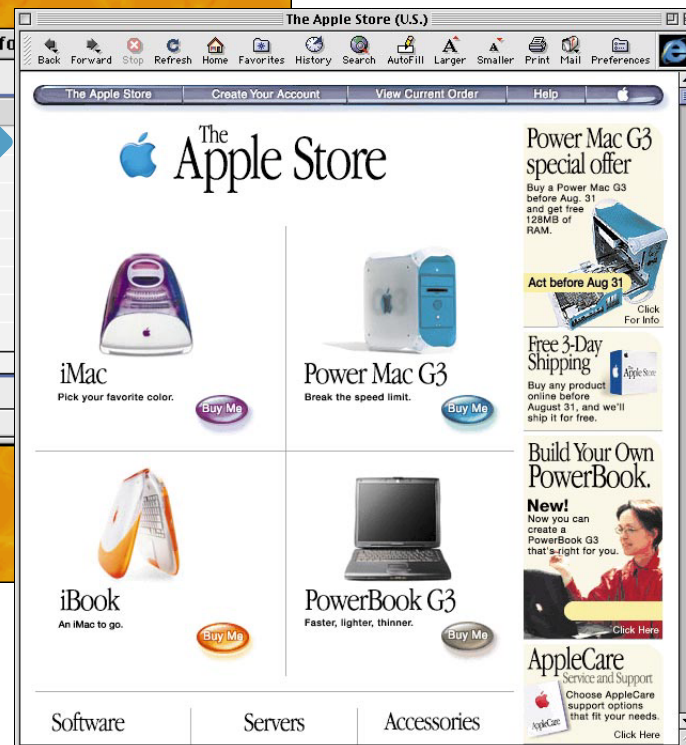 The Apple Store (U.S.)
Back Forward Stop Refresh Home Favorites History Search AutoFill Larger Smaller Print Mail Preferences
The Apple Store Create Your Account View Current Order Help
The
Apple Store
iMac
Pick your favorite color.
Buy Me
Power Mac G3
Break the speed limit.
Buy Me
iBook
An iMac to go.
Buy Me
PowerBook G3
Faster, lighter, thinner.
Buy Me
Software Servers Accessories
Power Mac G3
special offer
Buy a Power Mac G3
before Aug. 31
and get free
128MB of
RAM.
Act before Aug 31
Click
For Info
Free 3-Day
Shipping
Apple Store
Buy any product
online before
August 31, and we'll
ship it for free.
Build Your Own
PowerBook.
New!
Now you can
create a
PowerBook G3
that's right for you.
Click Here
AppleCare
Service and Support
AppleCare
Choose AppleCare
support options
that fit your needs.
Click Here